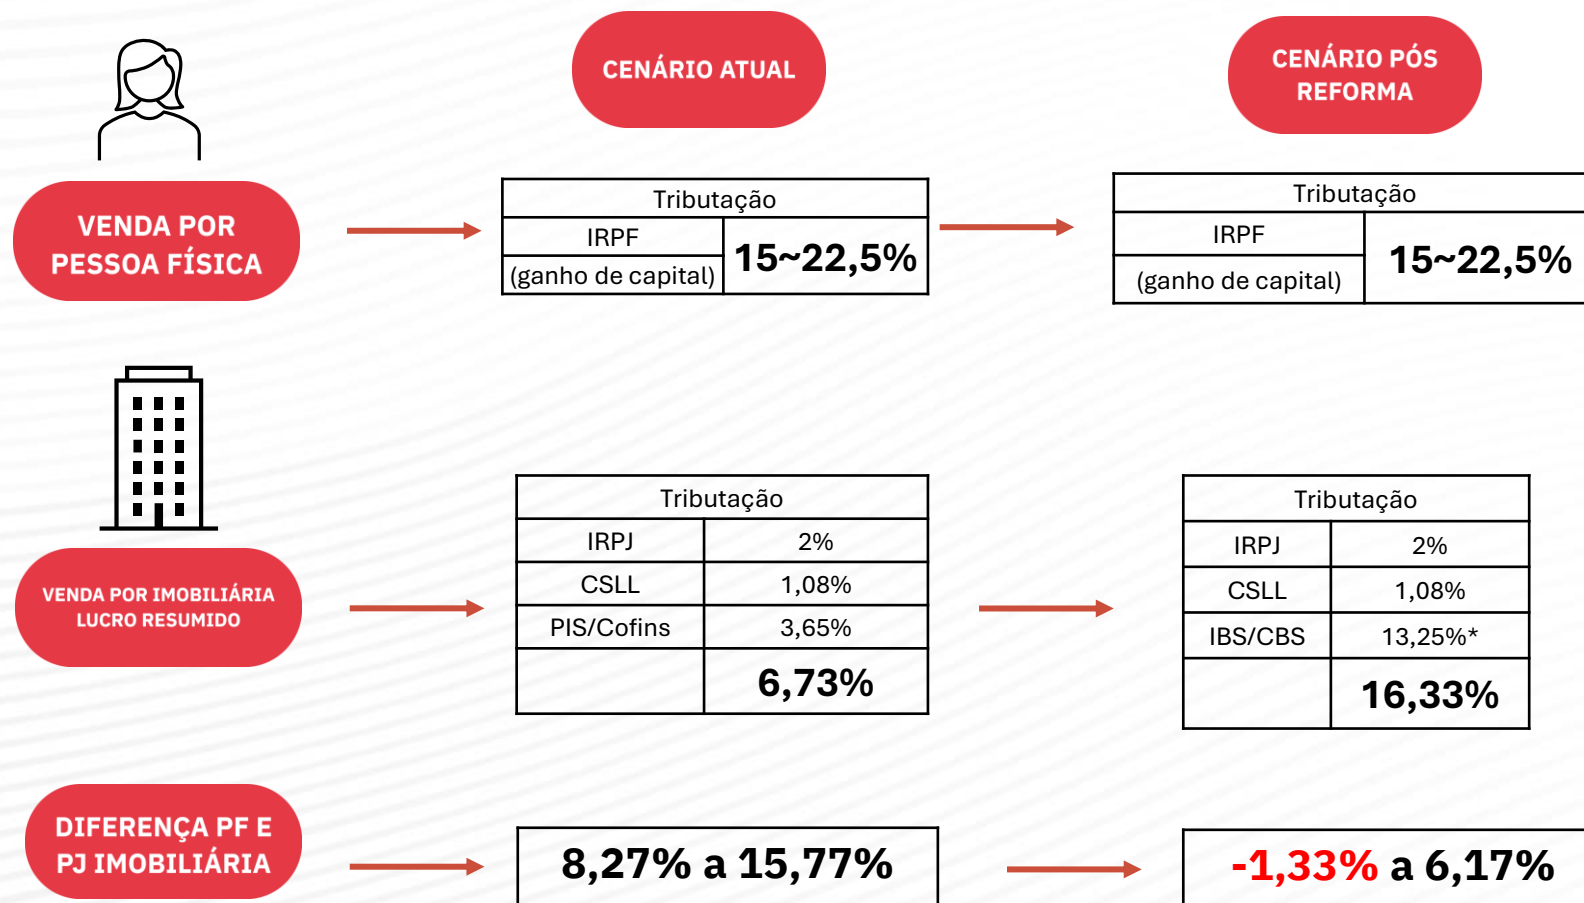 CENÁRIO ATUAL
CENÁRIO PÓS
REFORMA
VENDA POR
PESSOA FÍSICA
Tributação
IRPF
(ganho de capital)
15~22,5%
Tributação
IRPF
(ganho de capital)
15~22,5%
VENDA POR IMOBILIÁRIA
LUCRO RESUMIDO
Tributação
IRPJ 2%
CSLL 1,08%
PIS/Cofins 3,65%
6,73%
Tributação
IRPJ 2%
CSLL 1,08%
IBS/CBS 13,25%*
16,33%
DIFERENÇA PF E
PJ IMOBILIÁRIA
8,27% a 15,77%
-1,33% a 6,17%